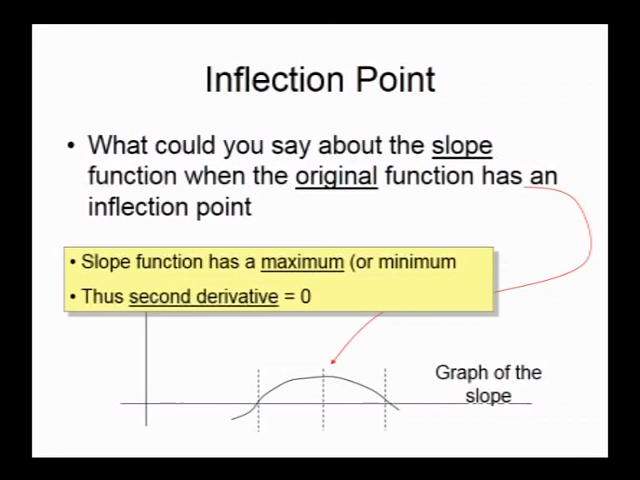 Inflection Point
• What could you say about the slope
function when the original function has an
inflection point
• Slope function has a maximum (or minimum
• Thus second derivative = 0
Graph of the
slope